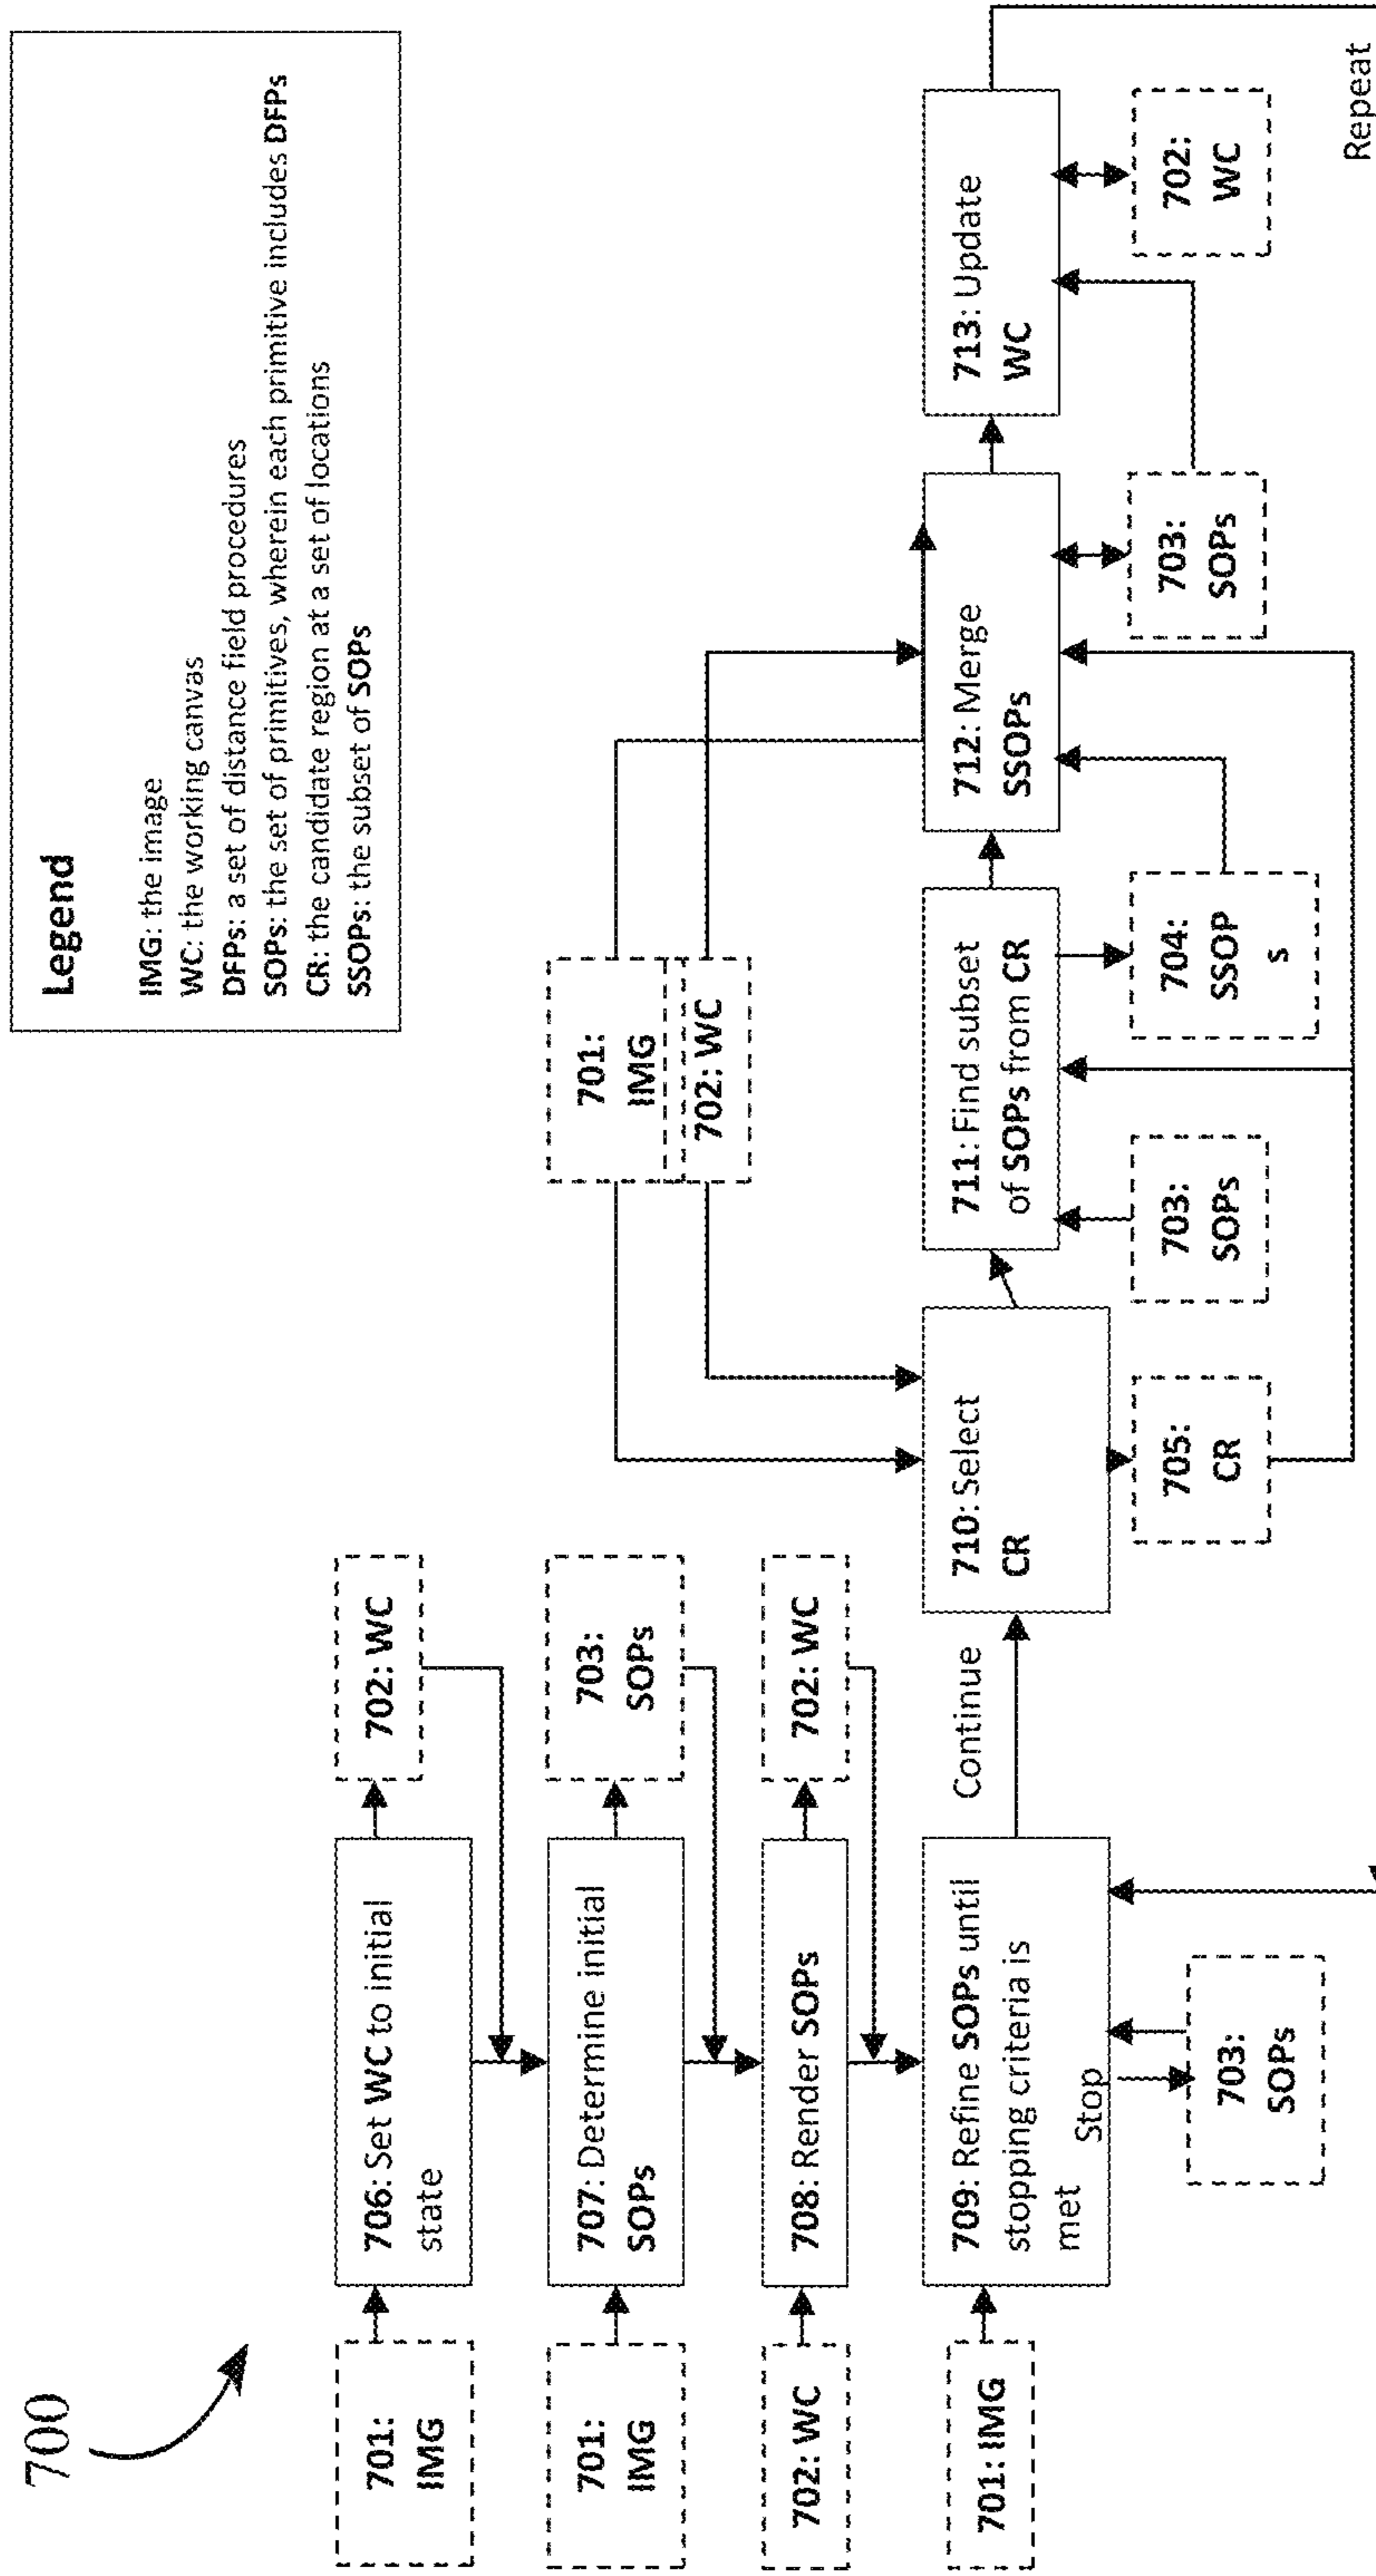 700
Legend
IMG: the image
WC: the working canvas
DFPs: a set of distance field procedures
SOPs: the set of primitives, wherein each primitive includes DFPs
CR: the candidate region at a set of locations
SSOPs: the subset of SOPs
701:
IMG
706: Set WC to initial
state
702: WC
701:
IMG
707: Determine initial
SOPs
703:
SOPs
702: WC
708: Render SOPs
702: WC
701: IMG
709: Refine SOPs until
stopping criteria is
met
Stop
703:
SOPs
Continue
701:
IMG
702: WC
710: Select
CR
705:
CR
711: Find subset
of SOPs from CR
703:
SOPs
704:
SSOP
s
712: Merge
SSOPs
703:
SOPs
713: Update
WC
702:
WC
Repeat